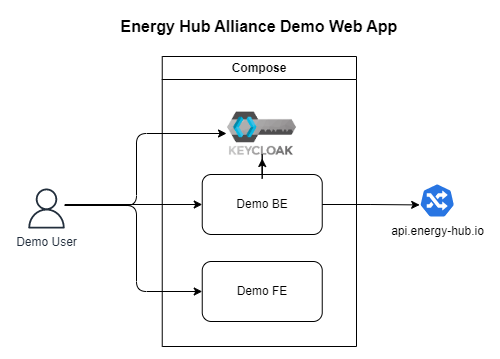 Energy Hub Alliance Demo Web App
Compose
KEYCLOAK
Demo BE
api.energy-hub.io
Demo User
Demo FE